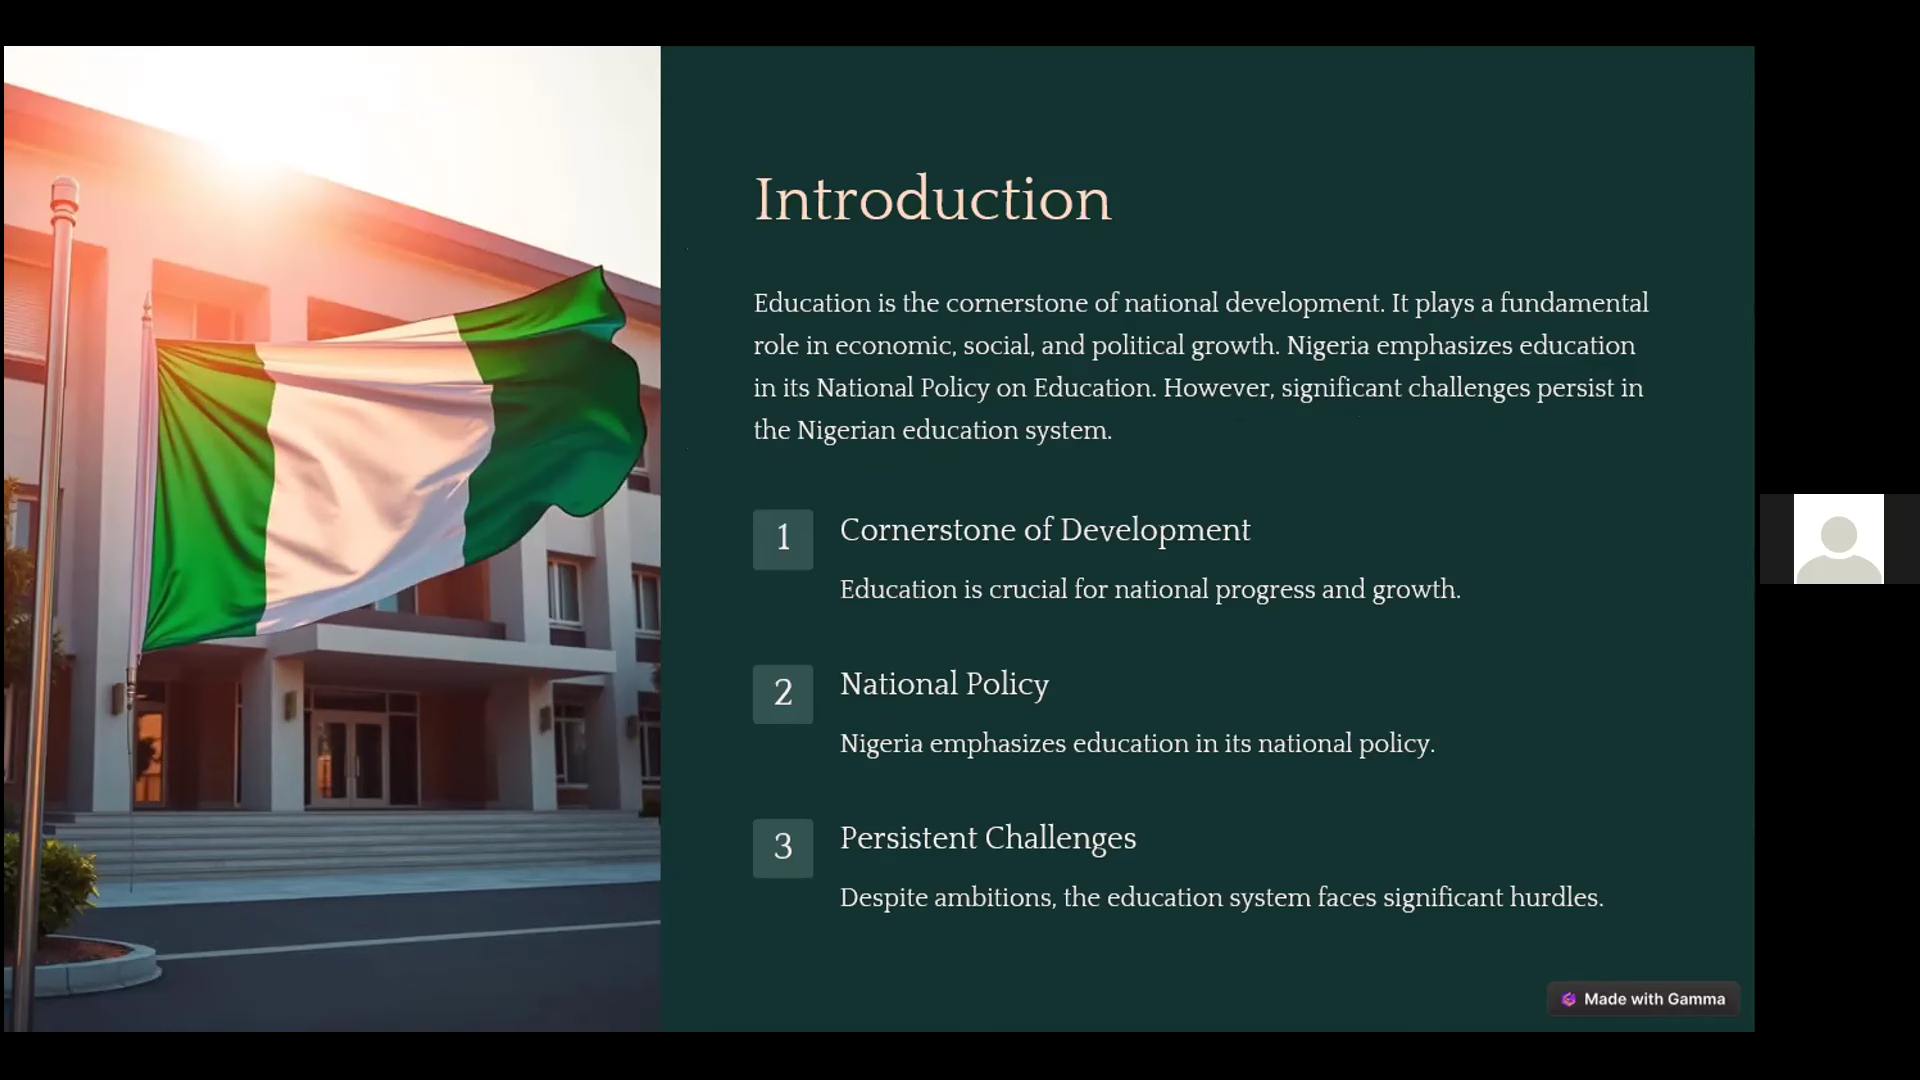 Introduction
Education is the cornerstone of national development. It plays a fundamental
role in economic, social, and political growth. Nigeria emphasizes education
in its National Policy on Education. However, significant challenges persist in
the Nigerian education system.
1
Cornerstone of Development
Education is crucial for national progress and growth.
2
National Policy
Nigeria emphasizes education in its national policy.
3
Persistent Challenges
Despite ambitions, the education system faces significant hurdles.
Made with Gamma